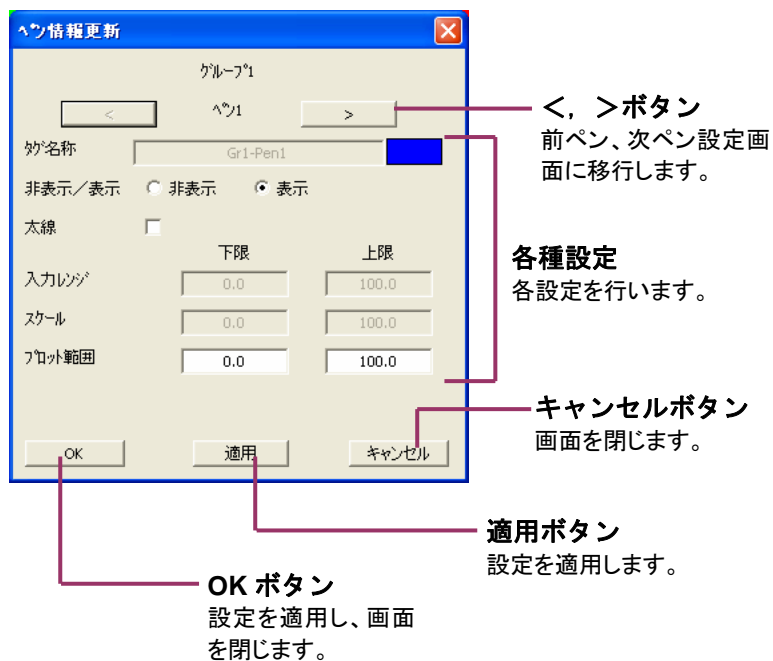 ﾍﾟﾝ情報更新
ｸﾞﾙｰﾌﾟ1
<
ﾍﾟﾝ1
>
ﾀｸﾞ名称
Gr1-Pen1
非表示／表示
非表示
表示
太線
下限
上限
入力ﾚﾝｼﾞ
0.0
100.0
ｽｹｰﾙ
0.0
100.0
ﾌﾟﾛｯﾄ範囲
0.0
100.0
OK
適用
キャンセル
＜，＞ボタン
前ペン、次ペン設定画
面に移行します。
各種設定
各設定を行います。
キャンセルボタン
画面を閉じます。
適用ボタン
設定を適用します。
OK ボタン
設定を適用し、画面
を閉じます。